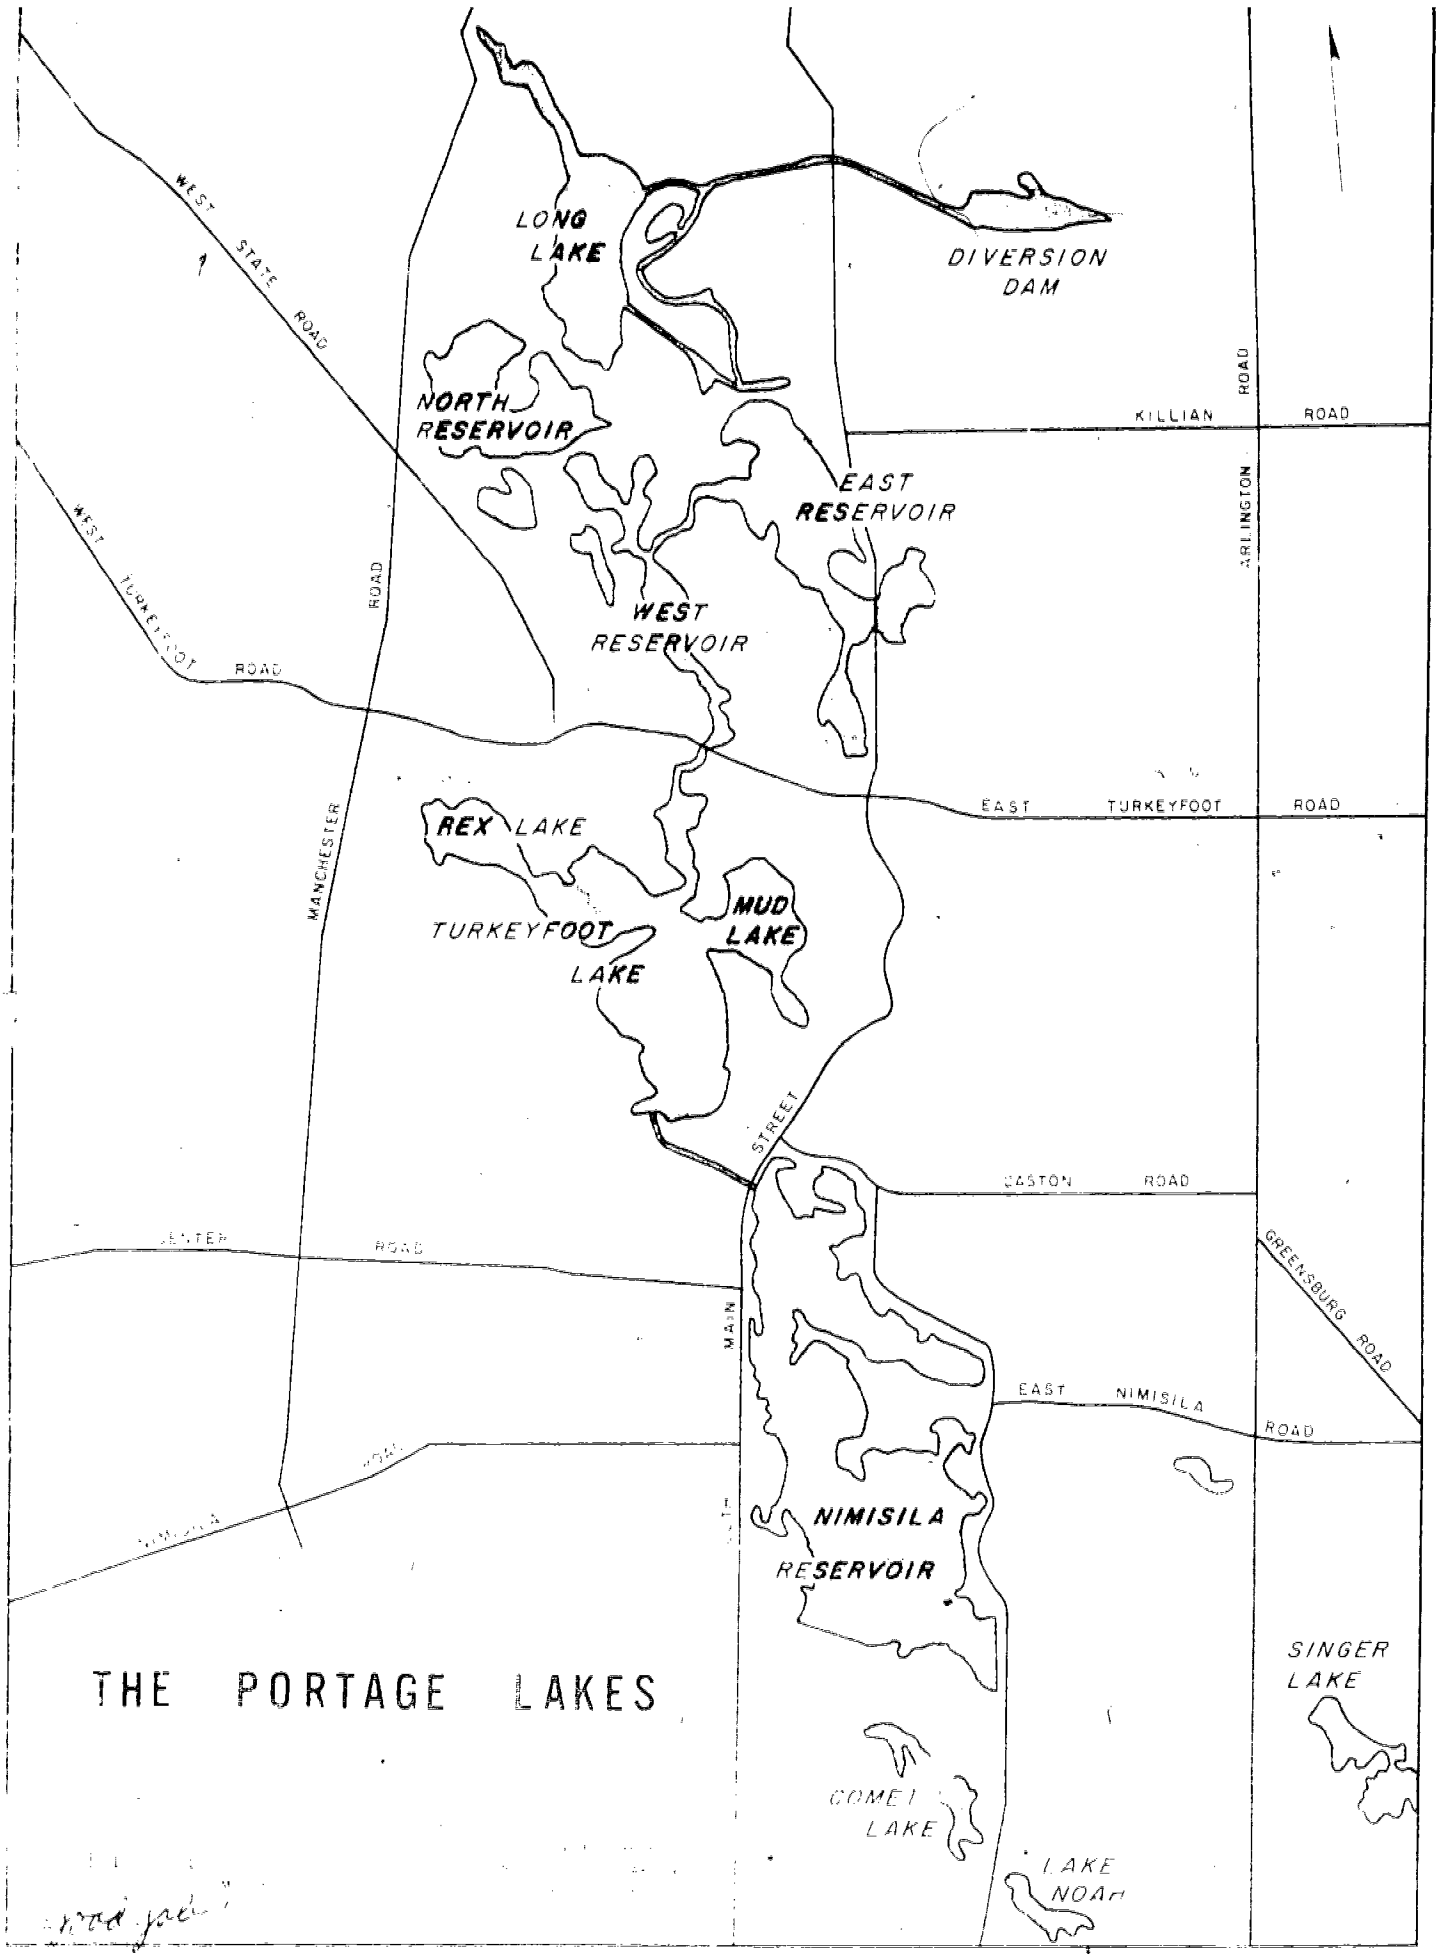 WEST
STATE
ROAD
LONG
LAKE
DIVERSION
DAM
NORTH
RESERVOIR
ROAD
KILLIAN ROAD
ARLINGTON
EAST
RESERVOIR
WEST
TURKEYFOOT
ROAD
ROAD
WEST
RESERVOIR
MANCHESTER
REX LAKE
EAST TURKEYFOOT ROAD
MUD
LAKE
TURKEYFOOT
LAKE
STREET
CASTON ROAD
CENTER ROAD
MAIN
GREENSBURG
ROAD
EAST NIMISILA
ROAD
NIMISILA
NIMISILA
RESERVOIR
THE PORTAGE LAKES
SINGER
LAKE
COMET
LAKE
LAKE
NOAH